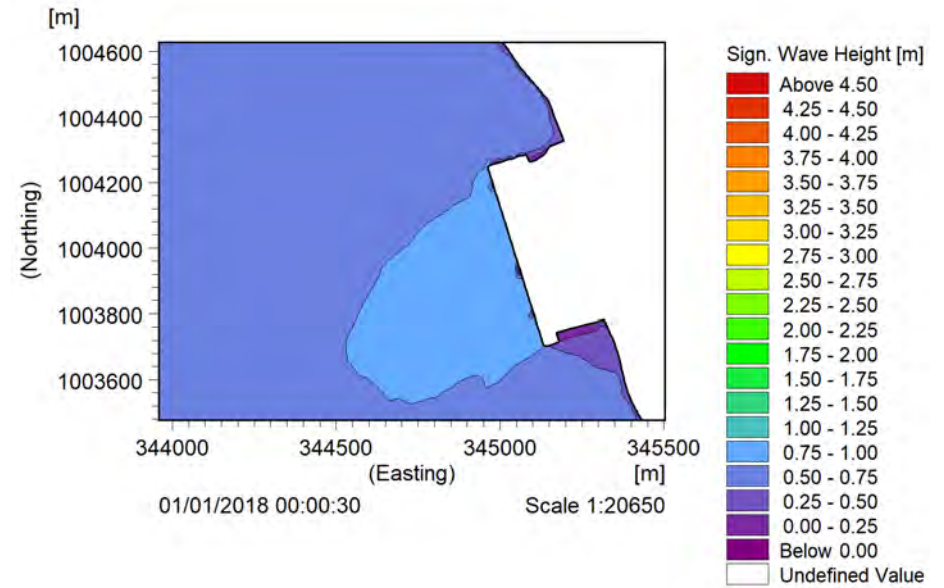 [m]
1004600
1004400
1004200
1004000
1003800
1003600
(Northing)
344000 344500 345000 345500
(Easting) [m]
01/01/2018 00:00:30 Scale 1:20650
Sign. Wave Height [m]
Above 4.50
4.25 - 4.50
4.00 - 4.25
3.75 - 4.00
3.50 - 3.75
3.25 - 3.50
3.00 - 3.25
2.75 - 3.00
2.50 - 2.75
2.25 - 2.50
2.00 - 2.25
1.75 - 2.00
1.50 - 1.75
1.25 - 1.50
1.00 - 1.25
0.75 - 1.00
0.50 - 0.75
0.25 - 0.50
0.00 - 0.25
Below 0.00
Undefined Value